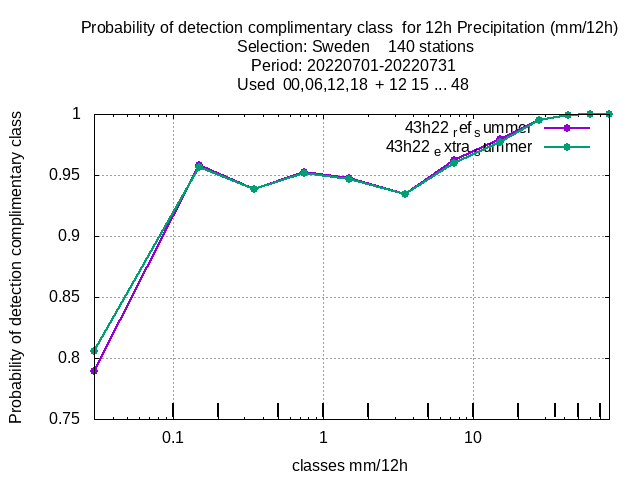 Probability of detection complimentary class for 12h Precipitation (mm/12h)
Selection: Sweden 140 stations
Period: 20220701-20220731
Used 00,06,12,18 + 12 15 ... 48
Probability of detection complimentary class
1
0.95
0.9
0.85
0.8
0.75
43h22 ref summer
43h22 extra summer
0.1 1 10
classes mm/12h